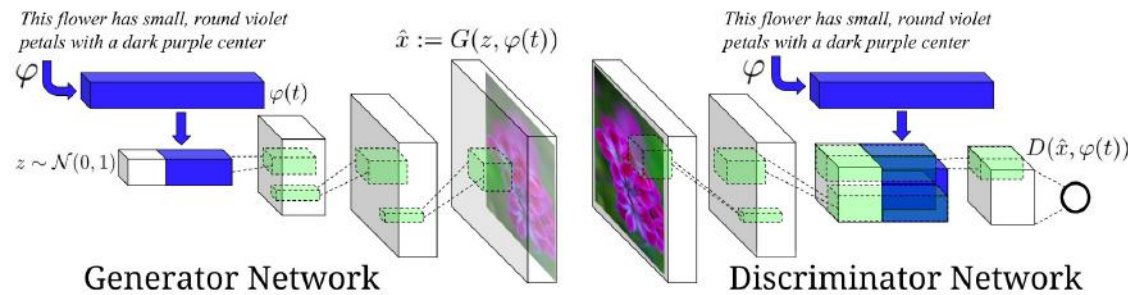 This flower has small, round violet
petals with a dark purple center
φ
φ(t)
z ∼ N(0, 1)
x̂ := G(z, φ(t))
Generator Network
This flower has small, round violet
petals with a dark purple center
φ
D(x̂, φ(t))
Discriminator Network